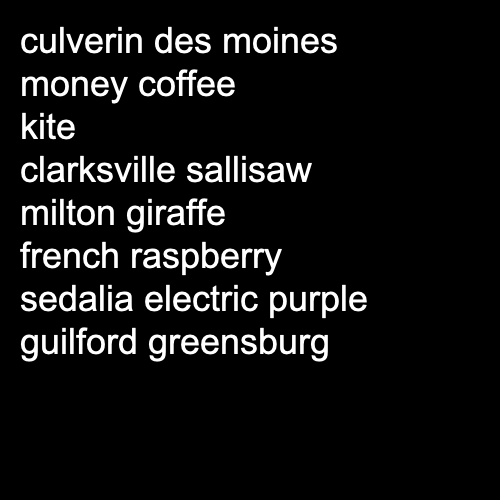 culverin des moines
money coffee
kite
clarksville sallisaw
milton giraffe
french raspberry
sedalia electric purple
guilford greensburg